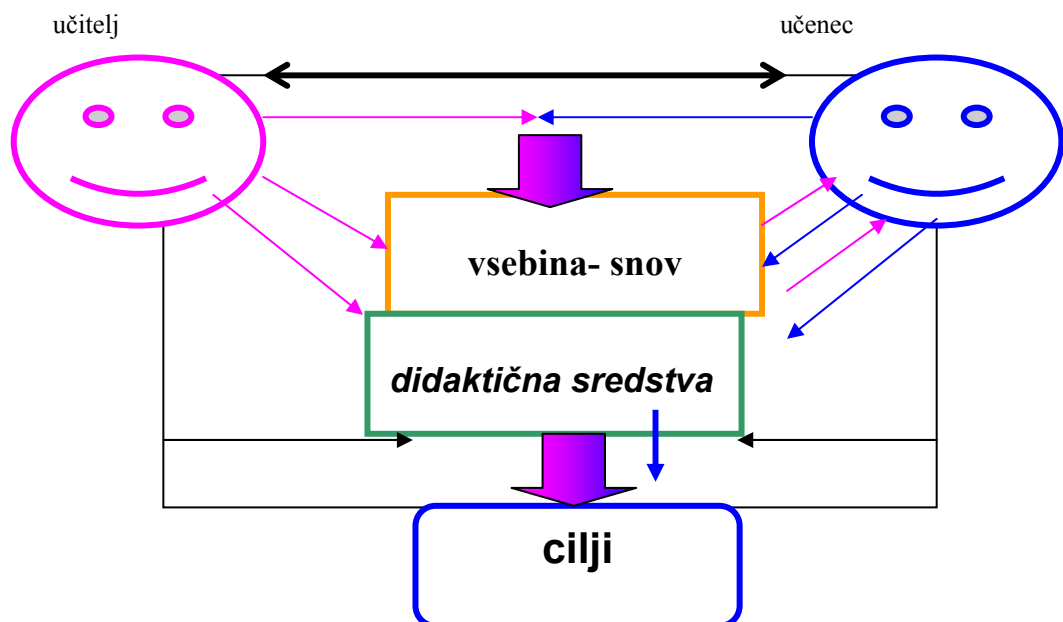 učitelj
učenec
vsebina- snov
didaktična sredstva
cilji